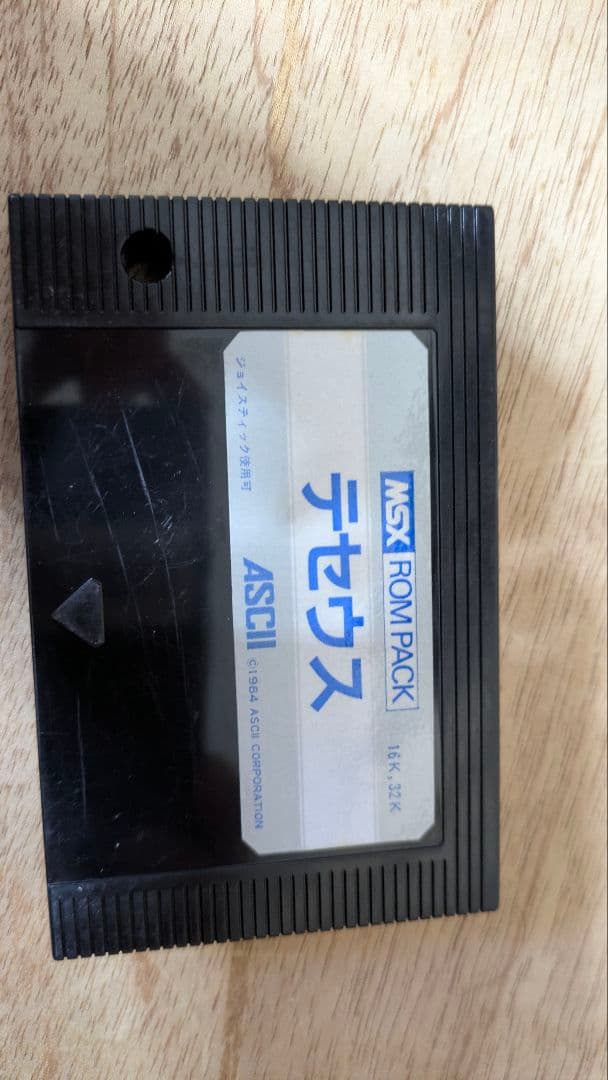 MSX ROM PACK
16K, 32K
テセウス
ジョイスティック使用可
ASCII
©1984 ASCII CORPORATION